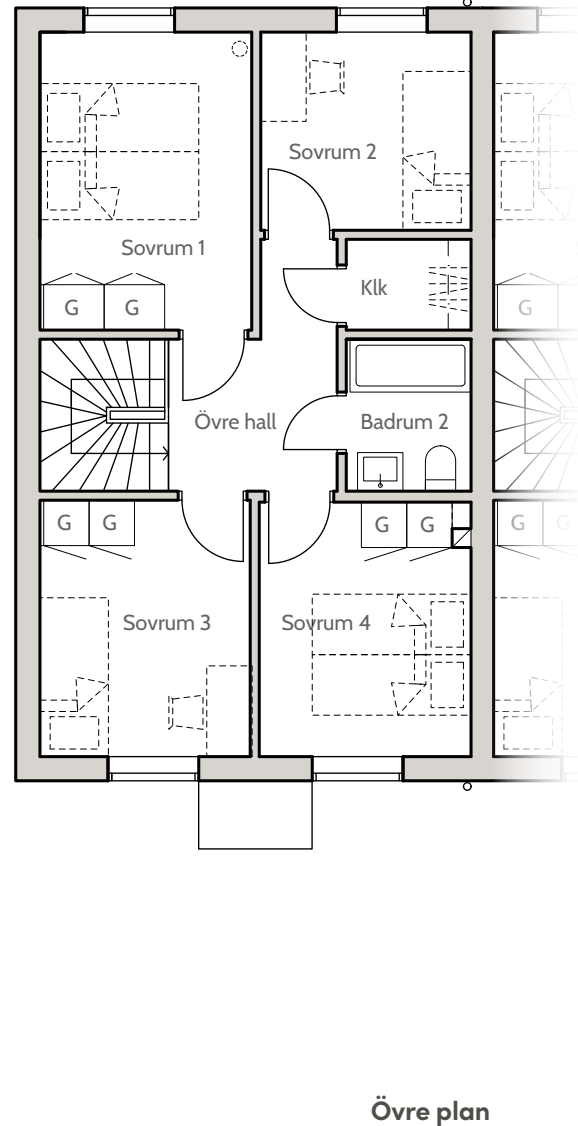 Sovrum 2
Sovrum 1
Klk
G G G
Övre hall
Badrum 2
G G G G G G
Sovrum 3
Sovrum 4
Övre plan